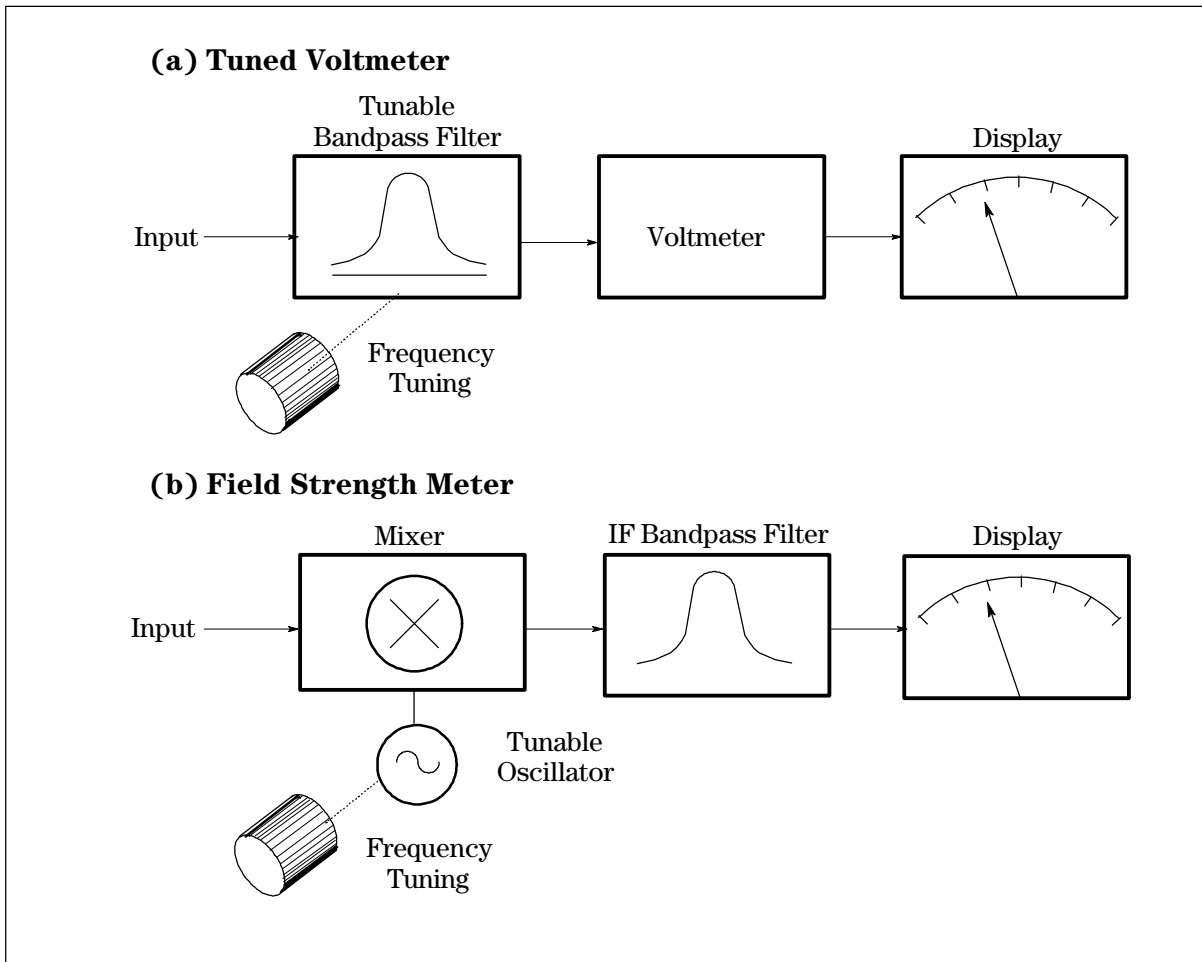 (a) Tuned Voltmeter
Tunable
Bandpass Filter
Display
Input
Voltmeter
Frequency
Tuning
(b) Field Strength Meter
Mixer
IF Bandpass Filter
Display
Input
Tunable
Oscillator
Frequency
Tuning